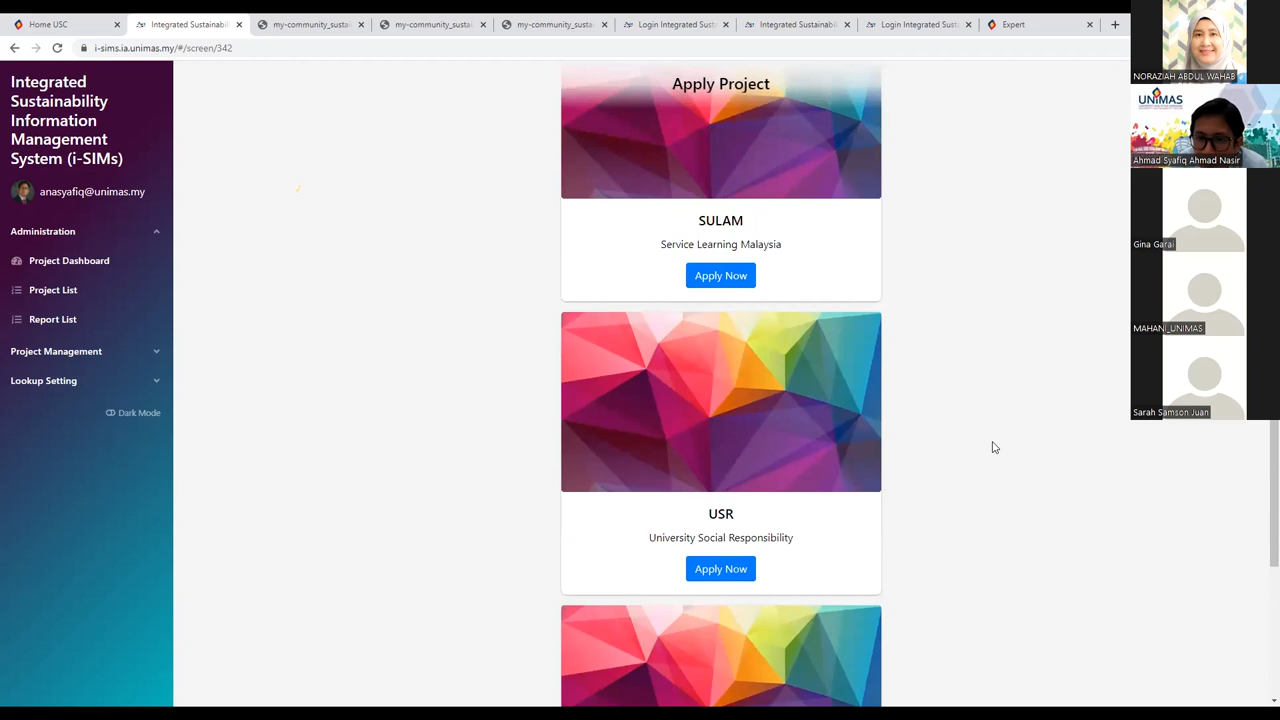 Home USC
Integrated Sustainabili
my-community_susta
my-community_susta
my-community_susta
Login Integrated Sust
Integrated Sustainabili
Login Integrated Sust
Expert
i-sims.ia.unimas.my/#/screen/342
Integrated
Sustainability
Information
Management
System (i-SIMs)
anasyafiq@unimas.my
Administration
Project Dashboard
Project List
Report List
Project Management
Lookup Setting
Dark Mode
Apply Project
SULAM
Service Learning Malaysia
Apply Now
USR
University Social Responsibility
Apply Now
NORAZIAH ABDUL WAHAB
UNIMAS
Ahmad Syafiq Ahmad Nasir
Gina Garai
MAHANI_UNIMAS
Sarah Samson Juan